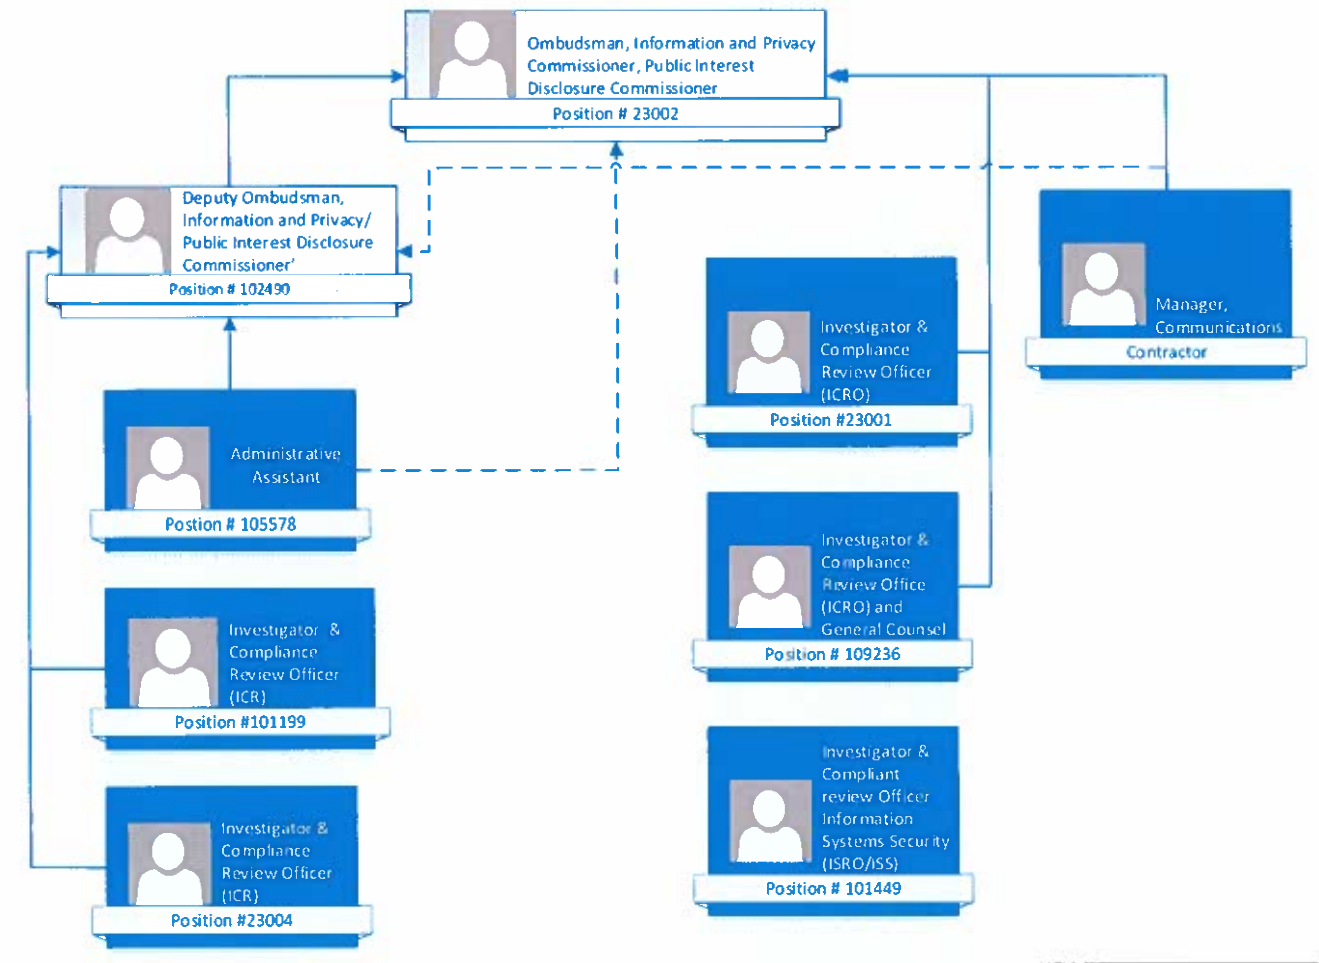 Ombudsman, Information and Privacy
Commissioner, Public Interest
Disclosure Commissioner
Position # 23002
Deputy Ombudsman,
Information and Privacy/
Public Interest Disclosure
Commissioner'
Position # 102490
Manager,
Communications
Contractor
Investigator &
Compliance
Review Officer
(ICRO)
Position #23001
Administrative
Assistant
Postion # 105578
Investigator &
Compliance
Review Office
(ICRO) and
General Counsel
Position # 109236
Investigator &
Compliance
Review Officer
(ICR)
Position #101199
Investigator &
Compliant
review Officer
Information
Systems Security
(ISRO/ISS)
Position # 101449
Investigator &
Compliance
Review Officer
(ICR)
Position #23004